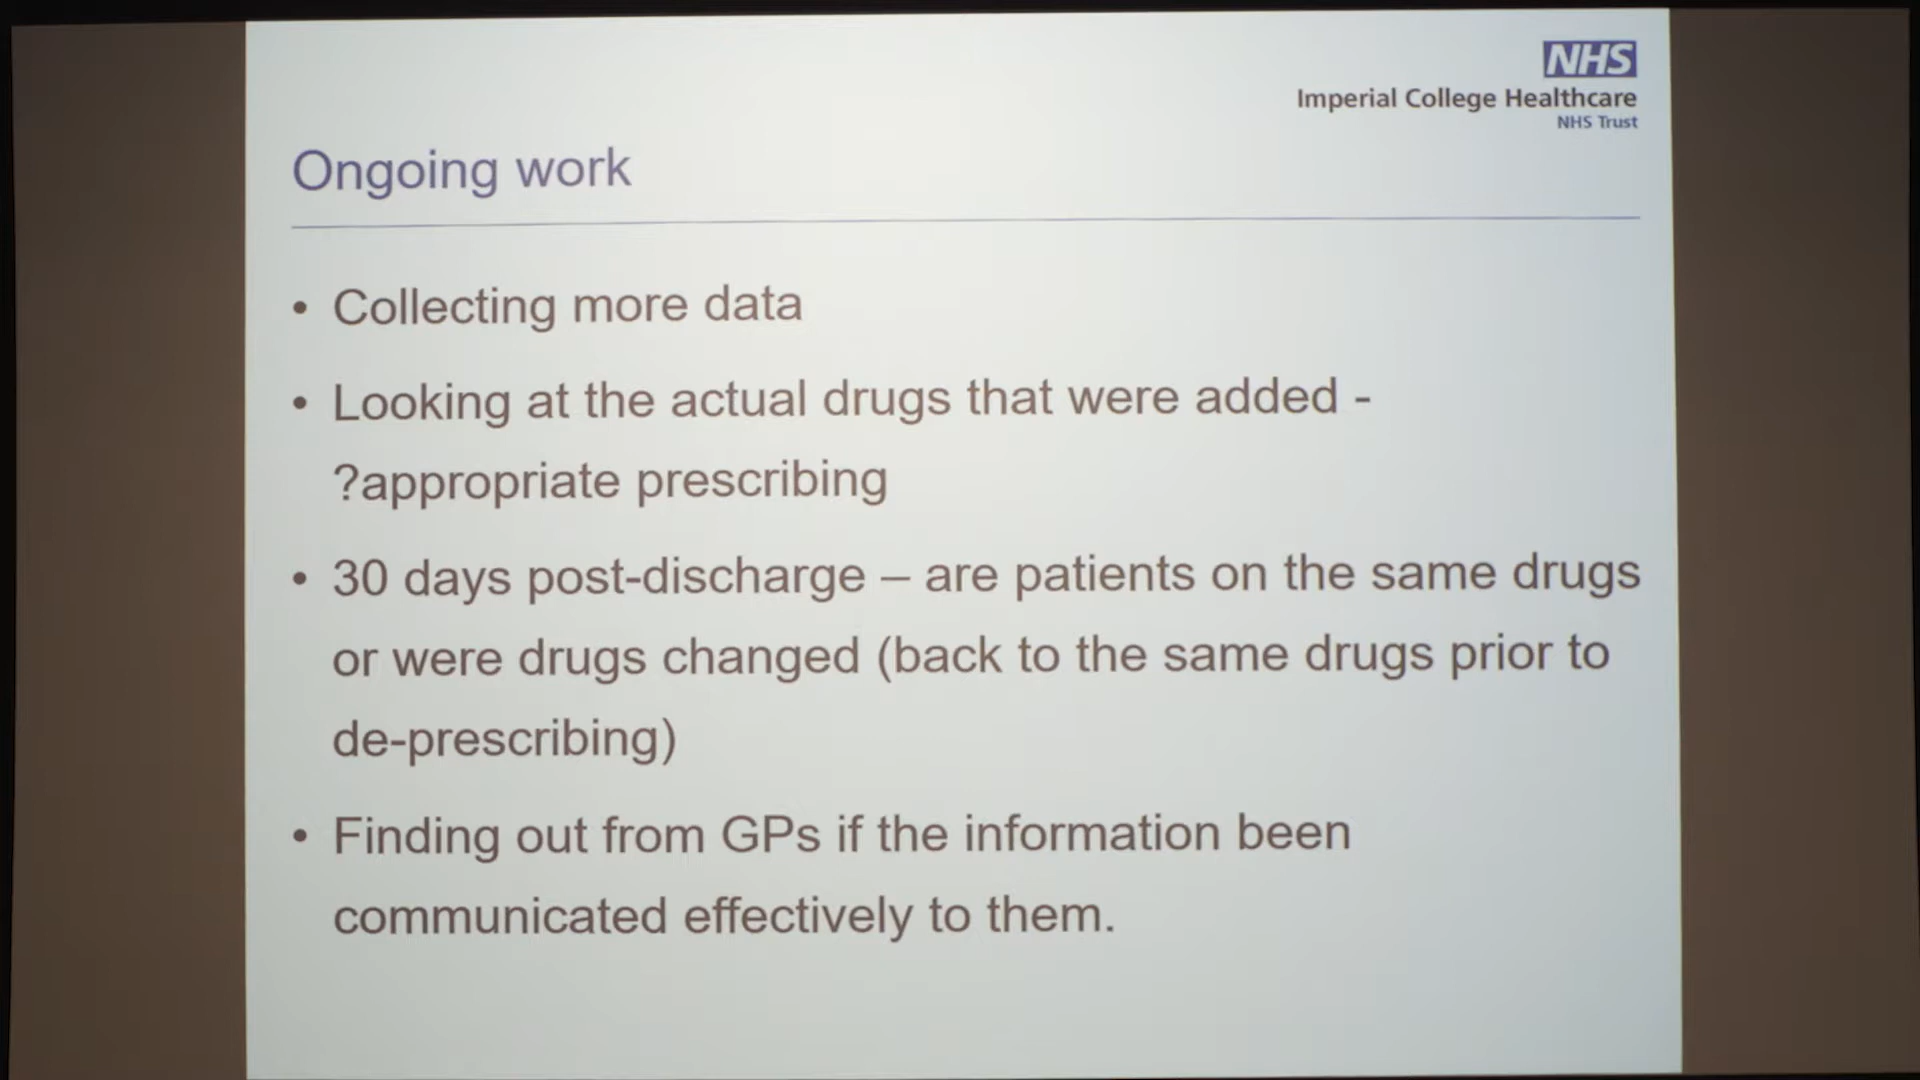 NHS
Imperial College Healthcare
NHS Trust
Ongoing work
• Collecting more data
• Looking at the actual drugs that were added -
?appropriate prescribing
• 30 days post-discharge – are patients on the same drugs
or were drugs changed (back to the same drugs prior to
de-prescribing)
• Finding out from GPs if the information been
communicated effectively to them.